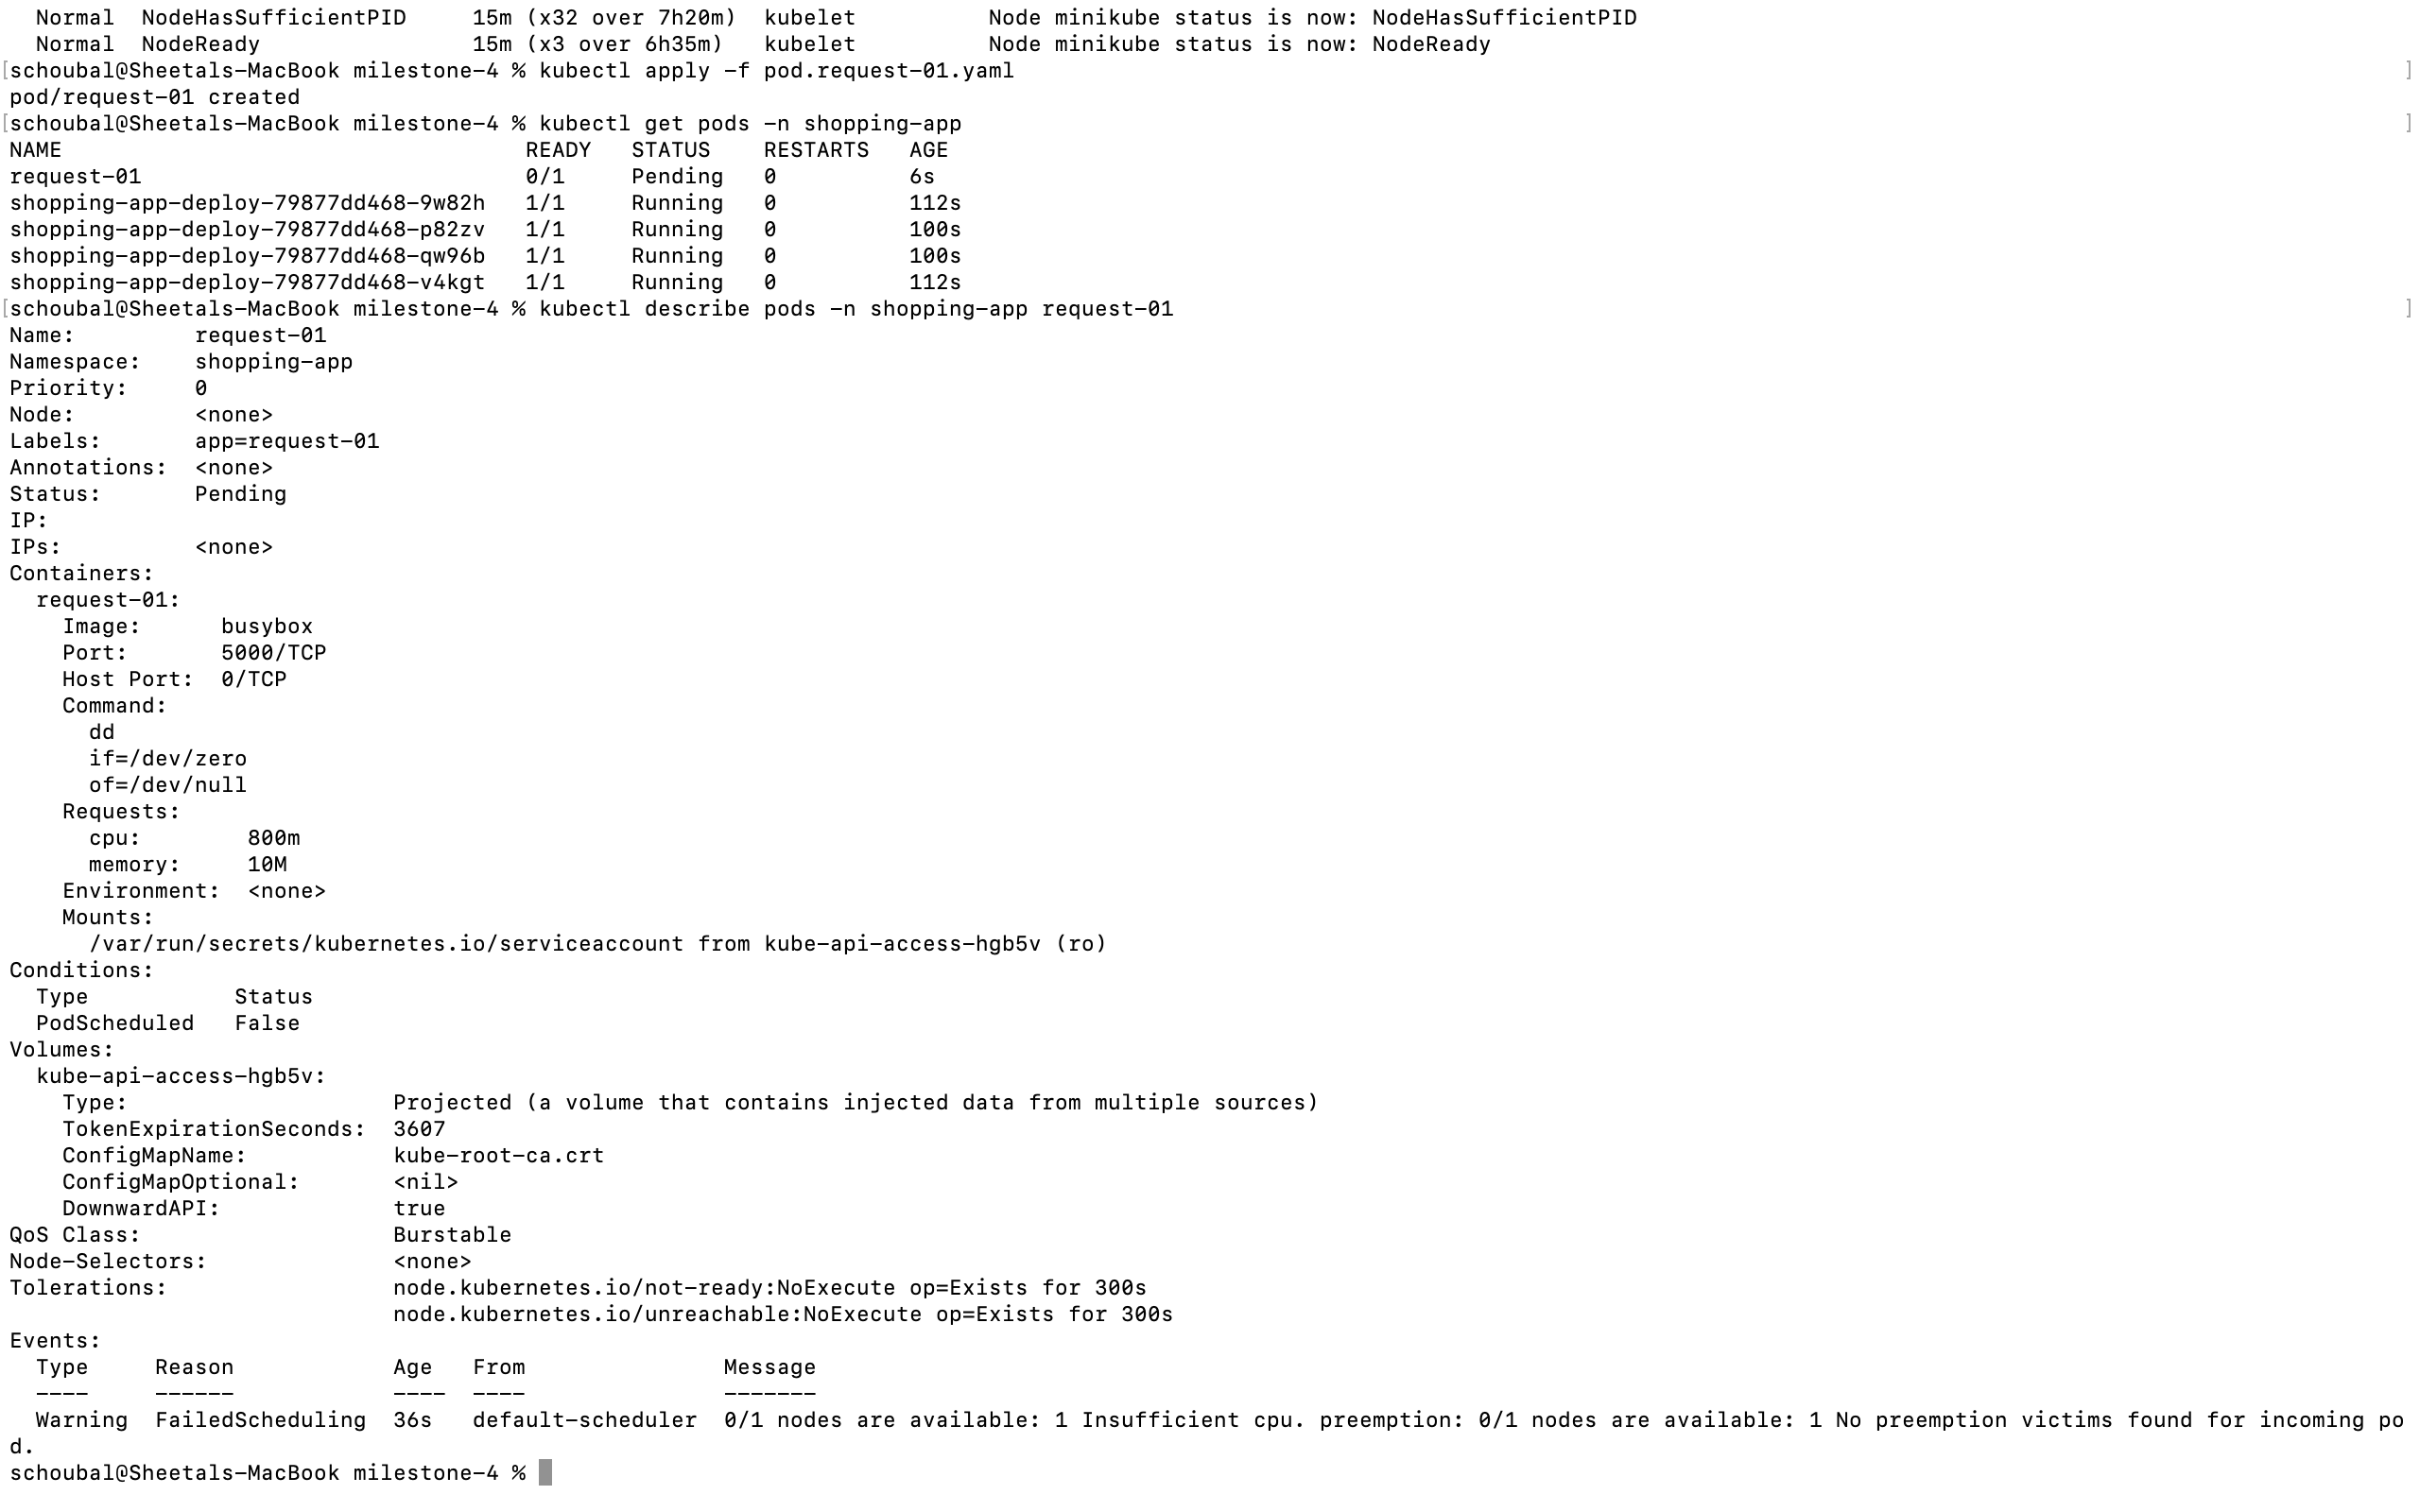 Normal  NodeHasSufficientPID     15m (x32 over 7h20m)  kubelet          Node minikube status is now: NodeHasSufficientPID
  Normal  NodeReady                15m (x3 over 6h35m)   kubelet          Node minikube status is now: NodeReady
[schoubal@Sheetals-MacBook milestone-4 % kubectl apply -f pod.request-01.yaml ]
pod/request-01 created
[schoubal@Sheetals-MacBook milestone-4 % kubectl get pods -n shopping-app ]
NAME                                   READY   STATUS    RESTARTS   AGE
request-01                             0/1     Pending   0          6s
shopping-app-deploy-79877dd468-9w82h   1/1     Running   0          112s
shopping-app-deploy-79877dd468-p82zv   1/1     Running   0          100s
shopping-app-deploy-79877dd468-qw96b   1/1     Running   0          100s
shopping-app-deploy-79877dd468-v4kgt   1/1     Running   0          112s
[schoubal@Sheetals-MacBook milestone-4 % kubectl describe pods -n shopping-app request-01 ]
Name:         request-01
Namespace:    shopping-app
Priority:     0
Node:         <none>
Labels:       app=request-01
Annotations:  <none>
Status:       Pending
IP:
IPs:          <none>
Containers:
  request-01:
    Image:      busybox
    Port:       5000/TCP
    Host Port:  0/TCP
    Command:
      dd
      if=/dev/zero
      of=/dev/null
    Requests:
      cpu:        800m
      memory:     10M
    Environment:  <none>
    Mounts:
      /var/run/secrets/kubernetes.io/serviceaccount from kube-api-access-hgb5v (ro)
Conditions:
  Type           Status
  PodScheduled   False
Volumes:
  kube-api-access-hgb5v:
    Type:                    Projected (a volume that contains injected data from multiple sources)
    TokenExpirationSeconds:  3607
    ConfigMapName:           kube-root-ca.crt
    ConfigMapOptional:       <nil>
    DownwardAPI:             true
QoS Class:                   Burstable
Node-Selectors:              <none>
Tolerations:                 node.kubernetes.io/not-ready:NoExecute op=Exists for 300s
                             node.kubernetes.io/unreachable:NoExecute op=Exists for 300s
Events:
  Type     Reason            Age   From               Message
  ----     ------            ----  ----               -------
  Warning  FailedScheduling  36s   default-scheduler  0/1 nodes are available: 1 Insufficient cpu. preemption: 0/1 nodes are available: 1 No preemption victims found for incoming po
d.
schoubal@Sheetals-MacBook milestone-4 %